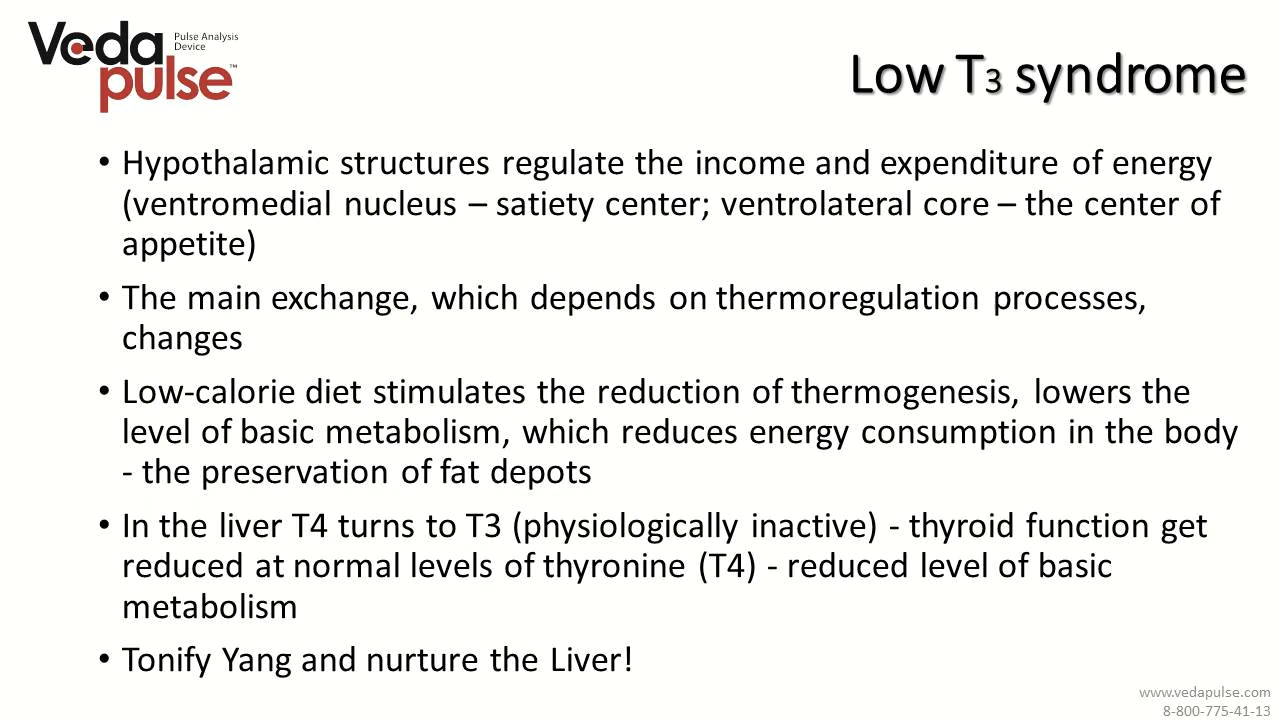 Veda
pulse™
Pulse Analysis
Device
Low T3 syndrome
• Hypothalamic structures regulate the income and expenditure of energy
(ventromedial nucleus – satiety center; ventrolateral core – the center of
appetite)
• The main exchange, which depends on thermoregulation processes,
changes
• Low-calorie diet stimulates the reduction of thermogenesis, lowers the
level of basic metabolism, which reduces energy consumption in the body
- the preservation of fat depots
• In the liver T4 turns to T3 (physiologically inactive) - thyroid function get
reduced at normal levels of thyronine (T4) - reduced level of basic
metabolism
• Tonify Yang and nurture the Liver!
www.vedapulse.com
8-800-775-41-13